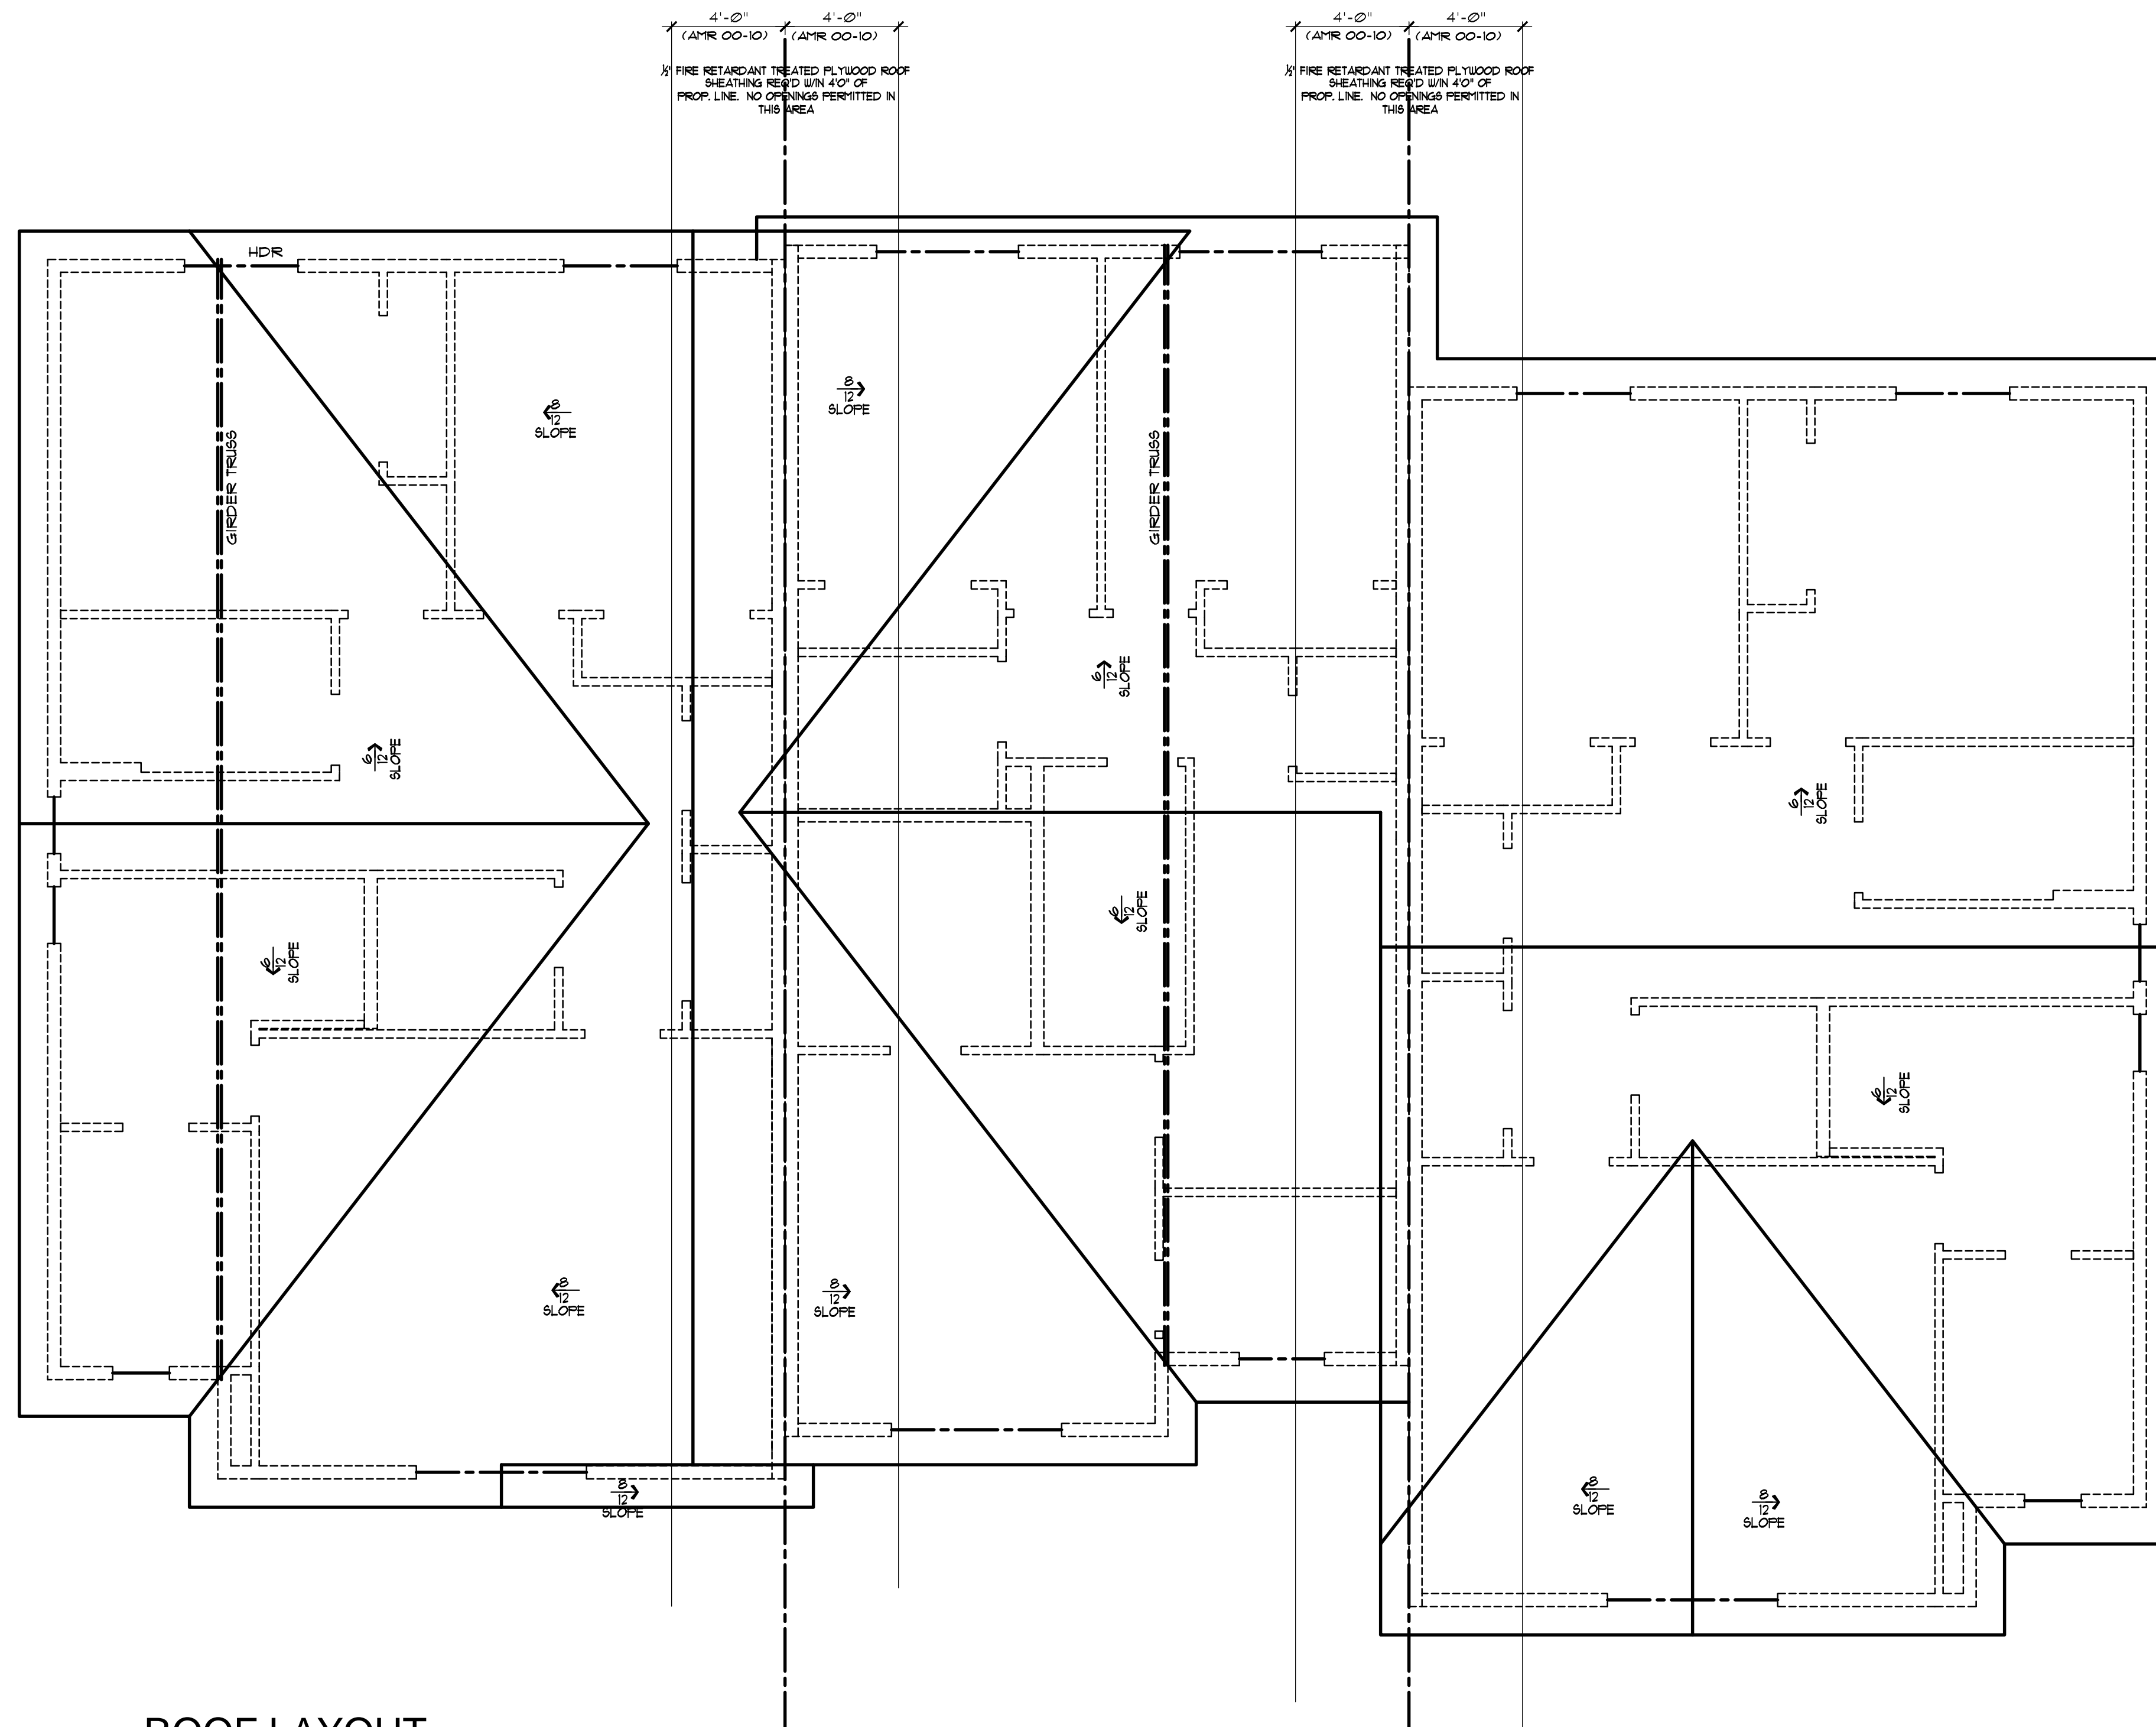 4'-0" 4'-0"
(AMR 00-10) (AMR 00-10)
½" FIRE RETARDANT TREATED PLYWOOD ROOF
SHEATHING REQ'D W/IN 4'0" OF
PROP. LINE. NO OPENINGS PERMITTED IN
THIS AREA
4'-0" 4'-0"
(AMR 00-10) (AMR 00-10)
½" FIRE RETARDANT TREATED PLYWOOD ROOF
SHEATHING REQ'D W/IN 4'0" OF
PROP. LINE. NO OPENINGS PERMITTED IN
THIS AREA
HDR
8
12
SLOPE
8
12
SLOPE
GIRDER TRUSS
GIRDER TRUSS
6
12
SLOPE
6
12
SLOPE
6
12
SLOPE
6
12
SLOPE
6
12
SLOPE
6
12
SLOPE
8
12
SLOPE
8
12
SLOPE
8
12
SLOPE
8
12
SLOPE
8
12
SLOPE
ROOF LAYOUT